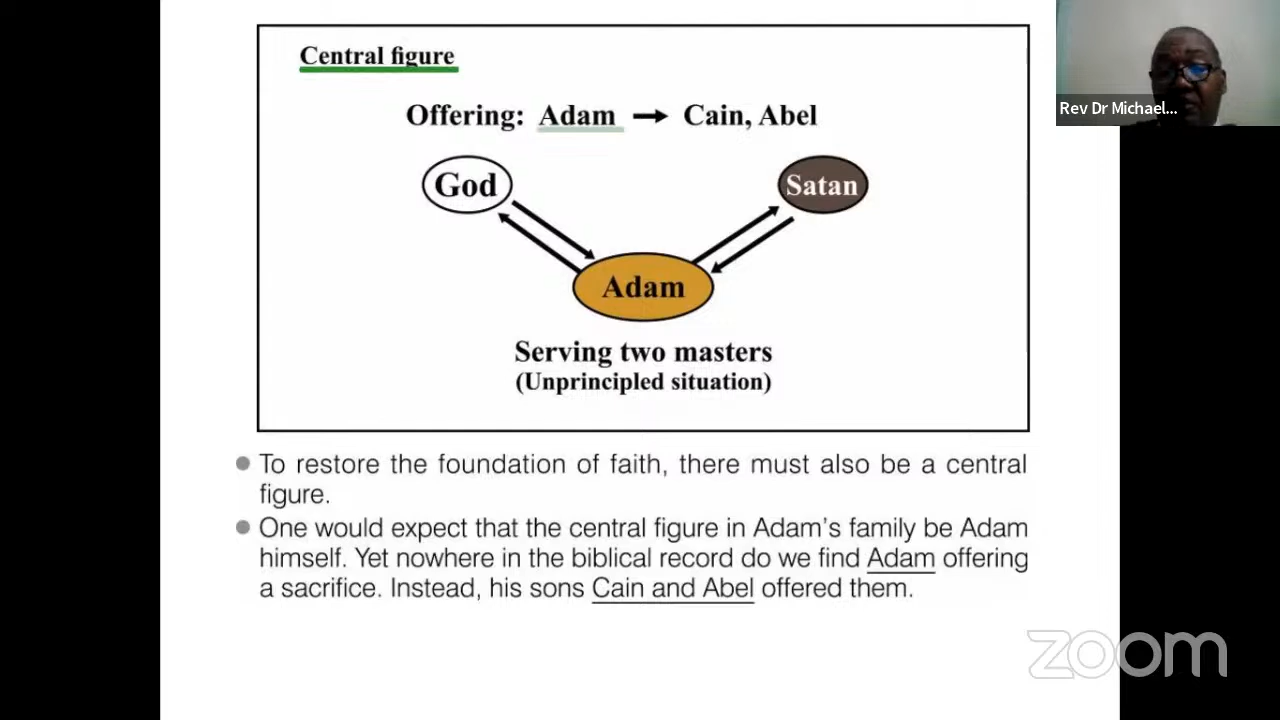 Central figure
Offering: Adam → Cain, Abel
God
Satan
Adam
Serving two masters
(Unprincipled situation)
● To restore the foundation of faith, there must also be a central
figure.
● One would expect that the central figure in Adam's family be Adam
himself. Yet nowhere in the biblical record do we find Adam offering
a sacrifice. Instead, his sons Cain and Abel offered them.
Rev Dr Michael...
zoom